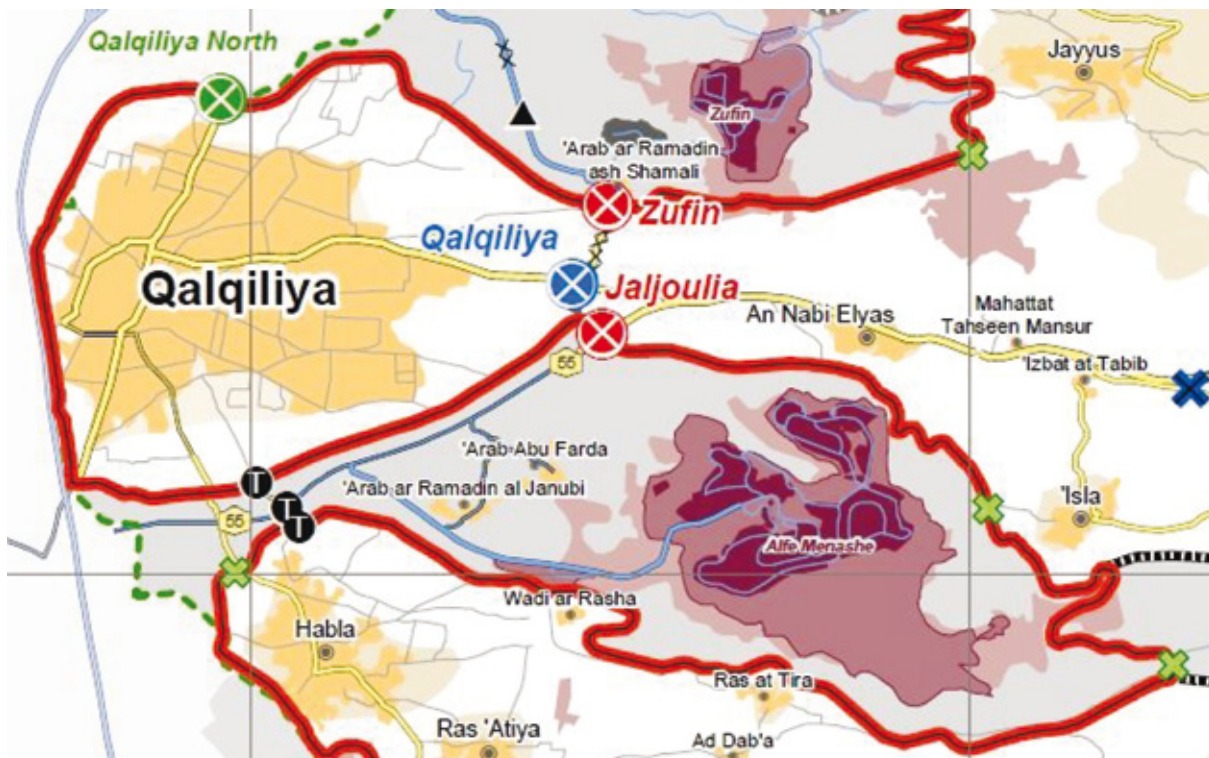 Qalqiliya North
Jayyus
Zufin
'Arab ar Ramadin
ash Shamali
Zufin
Qalqiliya
Qalqiliya
Jaljoulia
An Nabi Elyas
Mahattat
Tahseen Mansur
'Izbat at Tabib
55
'Arab Abu Farda
'Arab ar Ramadin al Janubi
'Isla
T
T
T
55
Alfe Menashe
Wadi ar Rasha
Habla
Ras at Tira
Ras 'Atiya
Ad Dab'a